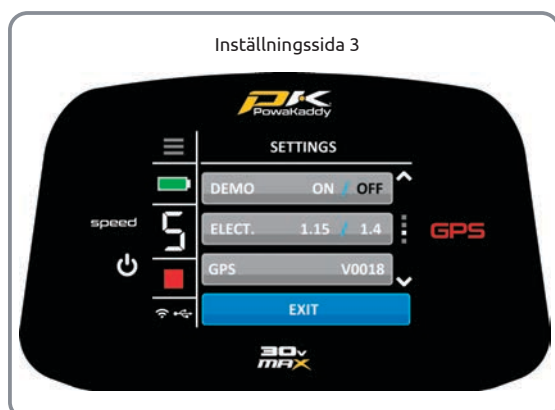 Inställningssida 3
PK
PowaKaddy
SETTINGS
DEMO ON / OFF
speed
5
ELECT. 1.15 / 1.4
GPS
GPS V0018
EXIT
30v
MAX